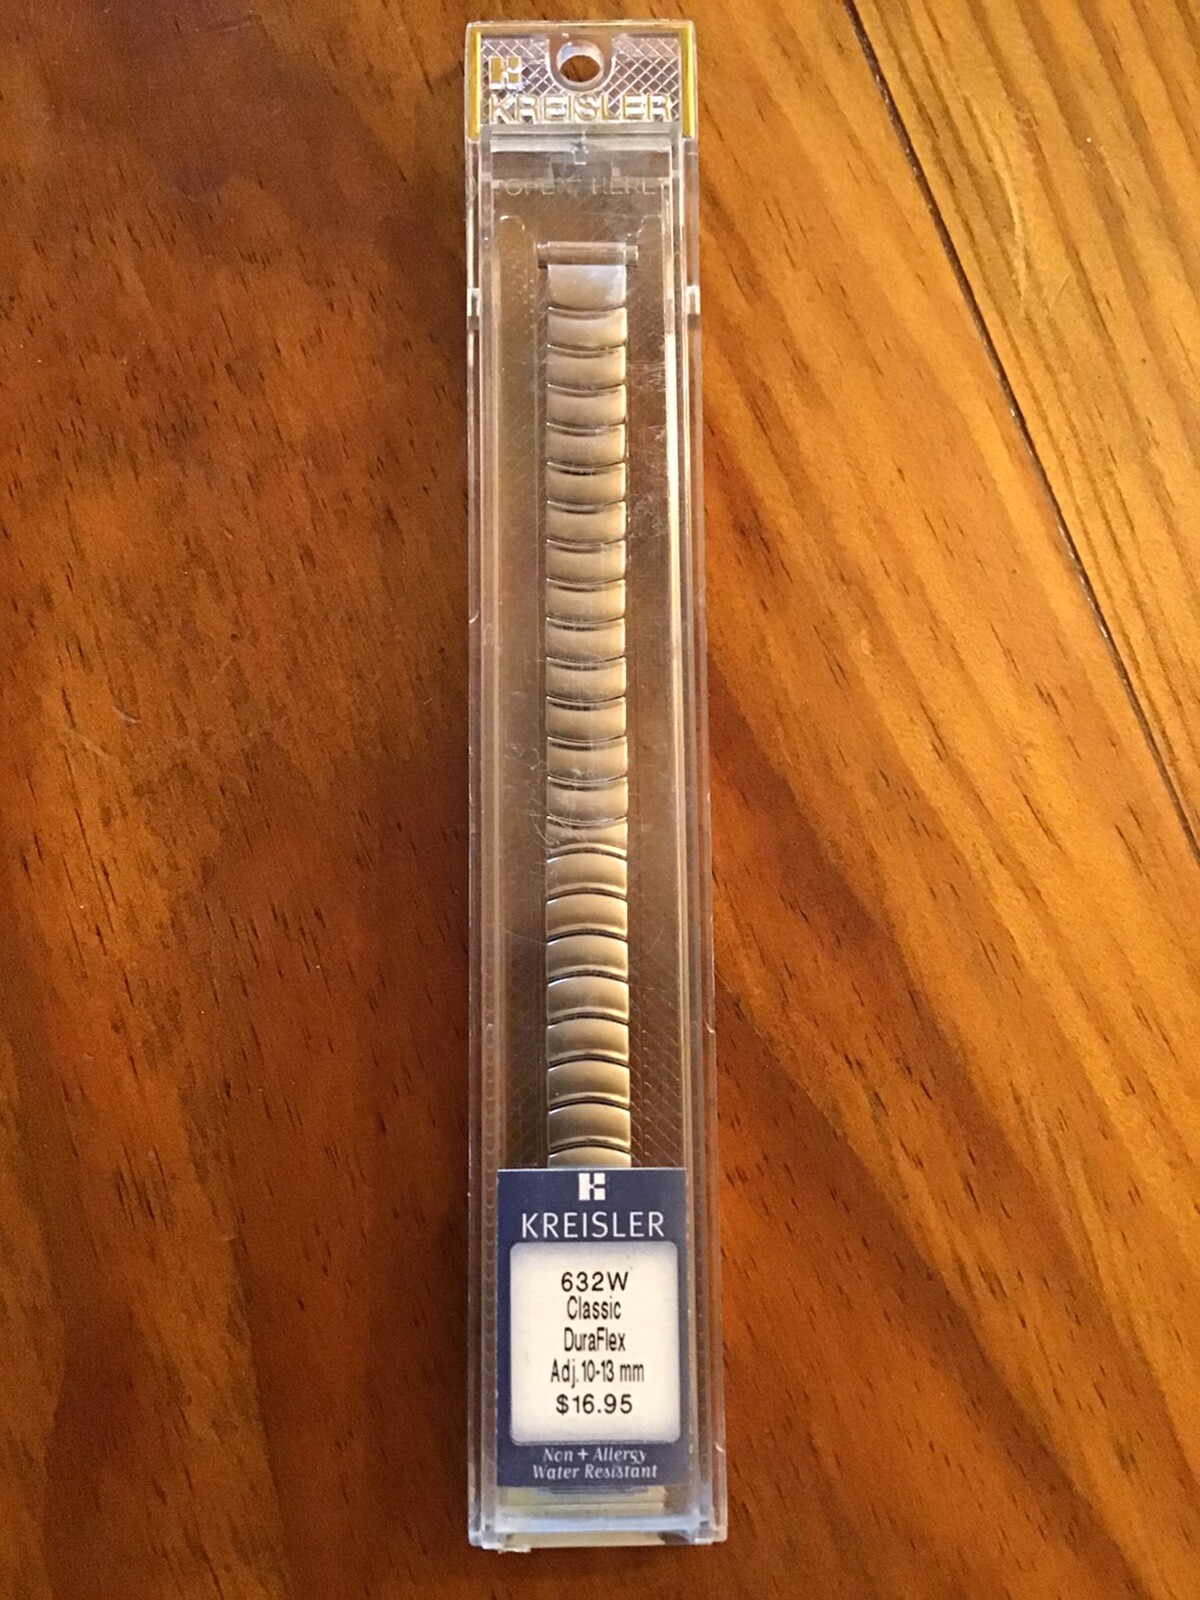 KREISLER
OPEN HERE
KREISLER
632W
Classic
DuraFlex
Adj. 10-13 mm
$16.95
Non + Allergy
Water Resistant